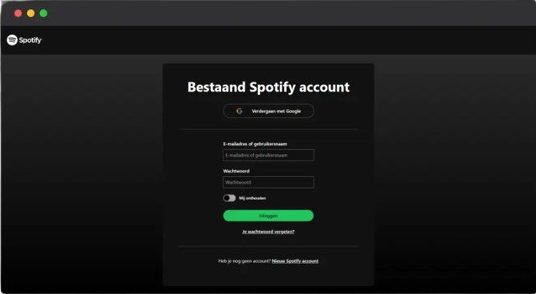 Spotify
Bestaand Spotify account
Verdergaan met Google
E-mailadres of gebruikersnaam
E-mailadres of gebruikersnaam
Wachtwoord
Wachtwoord
Mij onthouden
Inloggen
Je wachtwoord vergeten?
Heb je nog geen account? Nieuw Spotify account